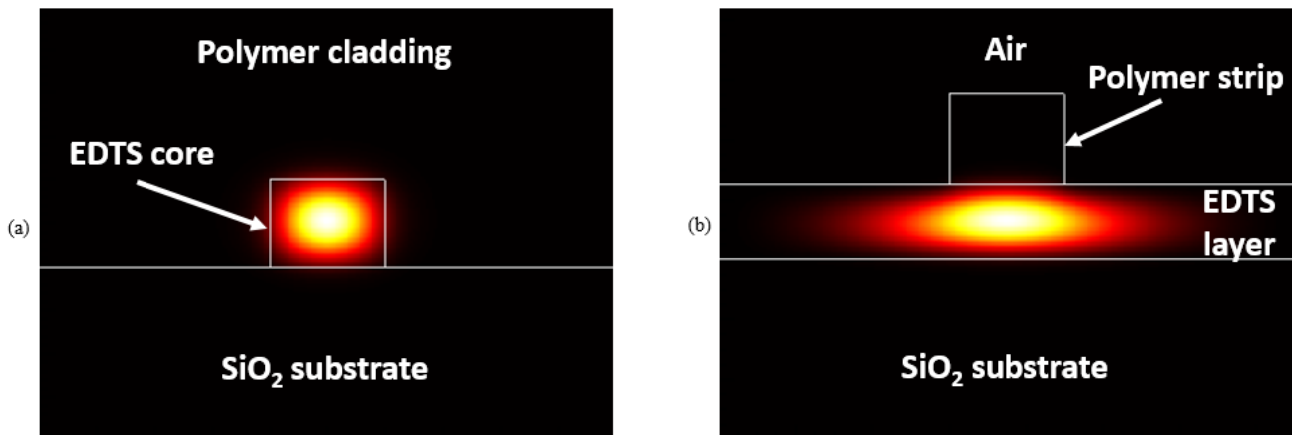 Polymer cladding
EDTS core
(a)
SiO₂ substrate
Air
Polymer strip
EDTS
layer
(b)
SiO₂ substrate